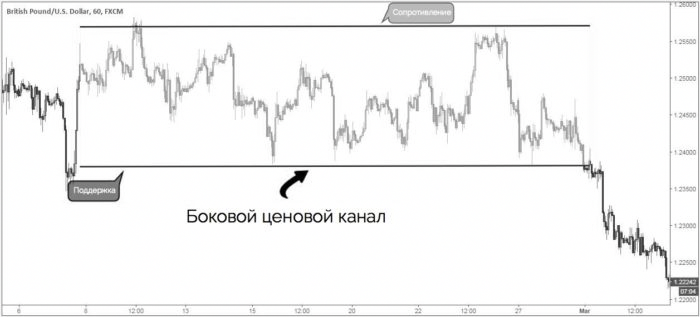 British Pound/U.S. Dollar, 60, FXCM
Сопротивление
1.26000
1.25500
1.25000
1.24500
1.24000
Поддержка
1.23500
Боковой ценовой канал
1.23000
1.22500
1.22242
07:04
1.22000
6 8 12:00 13 15 12:00 20 22 12:00 27 Mar 12:00